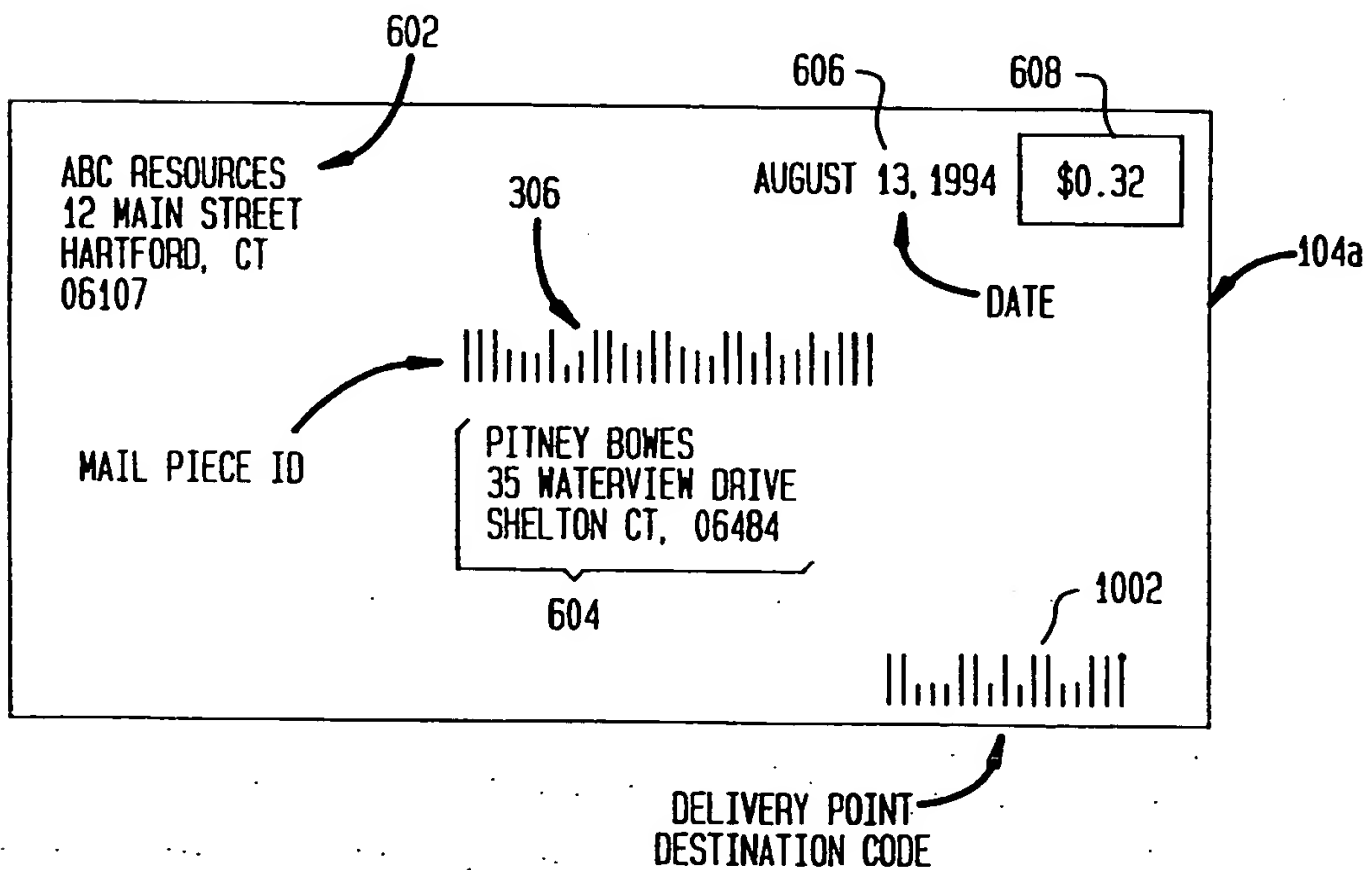 602
606
608
ABC RESOURCES
12 MAIN STREET
HARTFORD, CT
06107
AUGUST 13, 1994
$0.32
306
104a
DATE
MAIL PIECE ID
PITNEY BOWES
35 WATERVIEW DRIVE
SHELTON CT, 06484
604
1002
DELIVERY POINT
DESTINATION CODE